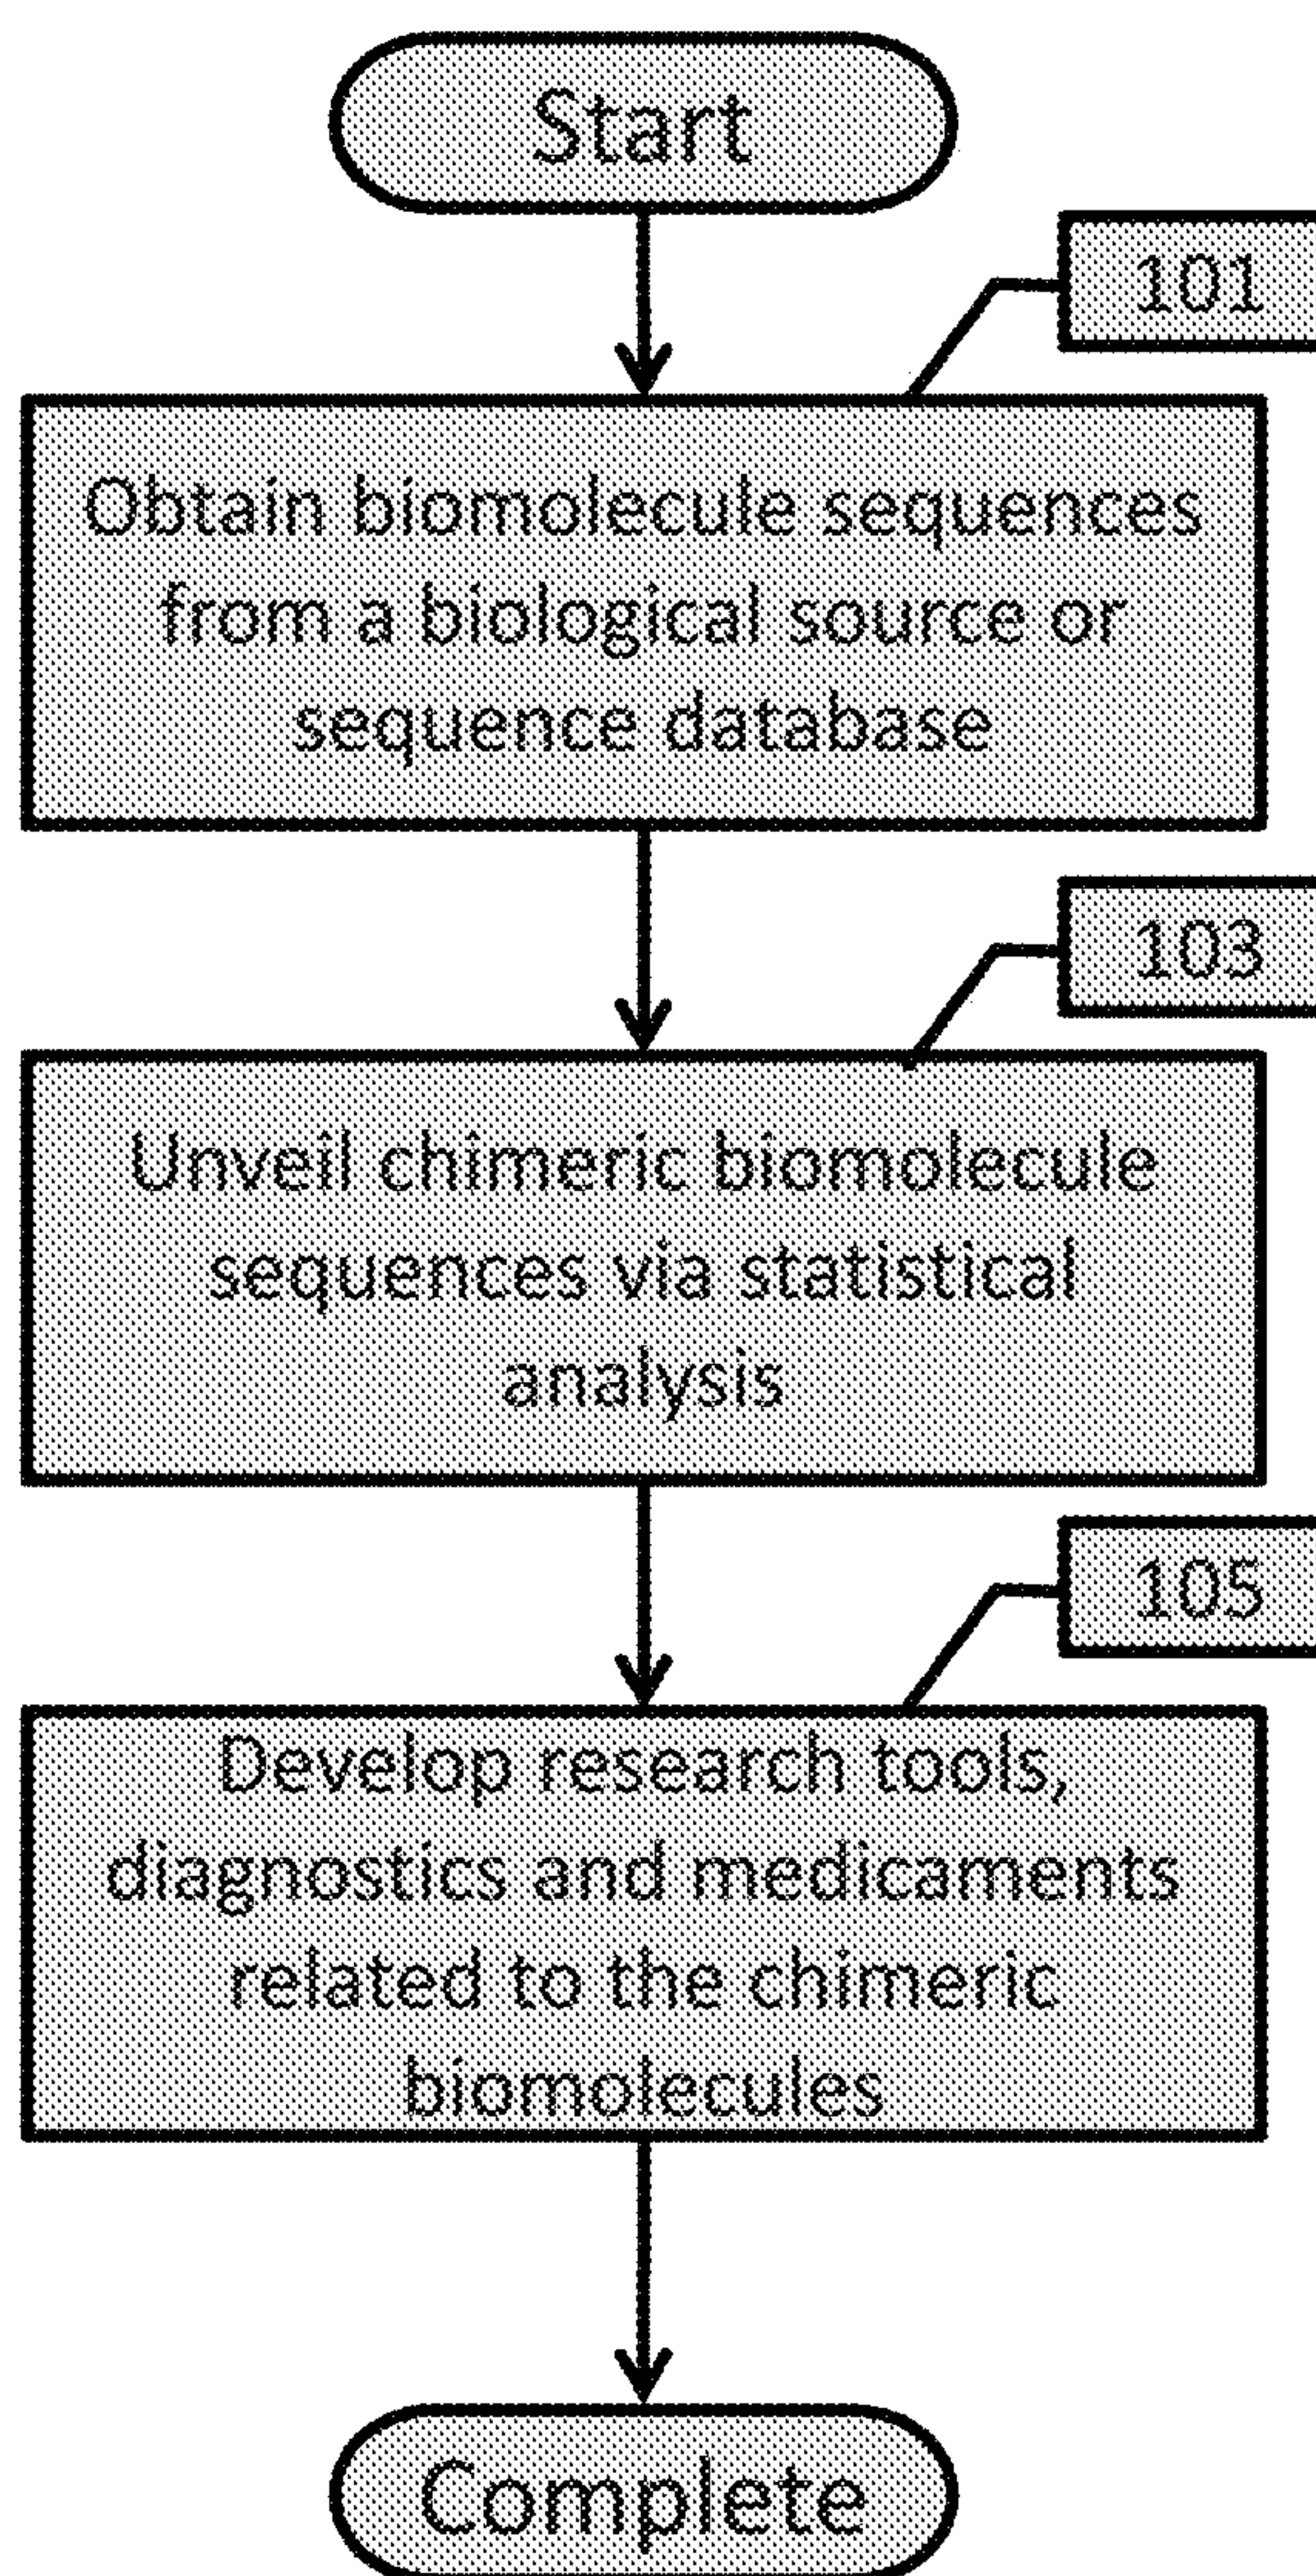 Start
101
Obtain biomolecule sequences
from a biological source or
sequence database
103
Unveil chimeric biomolecule
sequences via statistical
analysis
105
Develop research tools,
diagnostics and medicaments
related to the chimeric
biomolecules
Complete